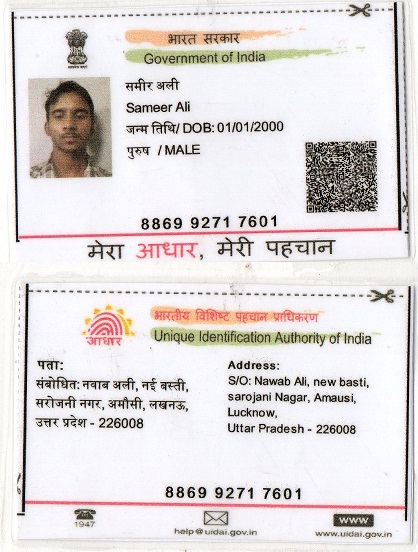 भारत सरकार
Government of India
समीर अली
Sameer Ali
जन्म तिथि/ DOB: 01/01/2000
पुरुष / MALE
8869 9271 7601
मेरा आधार, मेरी पहचान
भारतीय विशिष्ट पहचान प्राधिकरण
Unique Identification Authority of India
आधार
पता:
संबोधित: नवाब अली, नई बस्ती,
सरोजनी नगर, अमौसी, लखनऊ,
उत्तर प्रदेश - 226008
Address:
S/O: Nawab Ali, new basti,
sarojani Nagar, Amausi,
Lucknow,
Uttar Pradesh - 226008
8869 9271 7601
1947
help@uidai.gov.in
www
www.uidai.gov.in